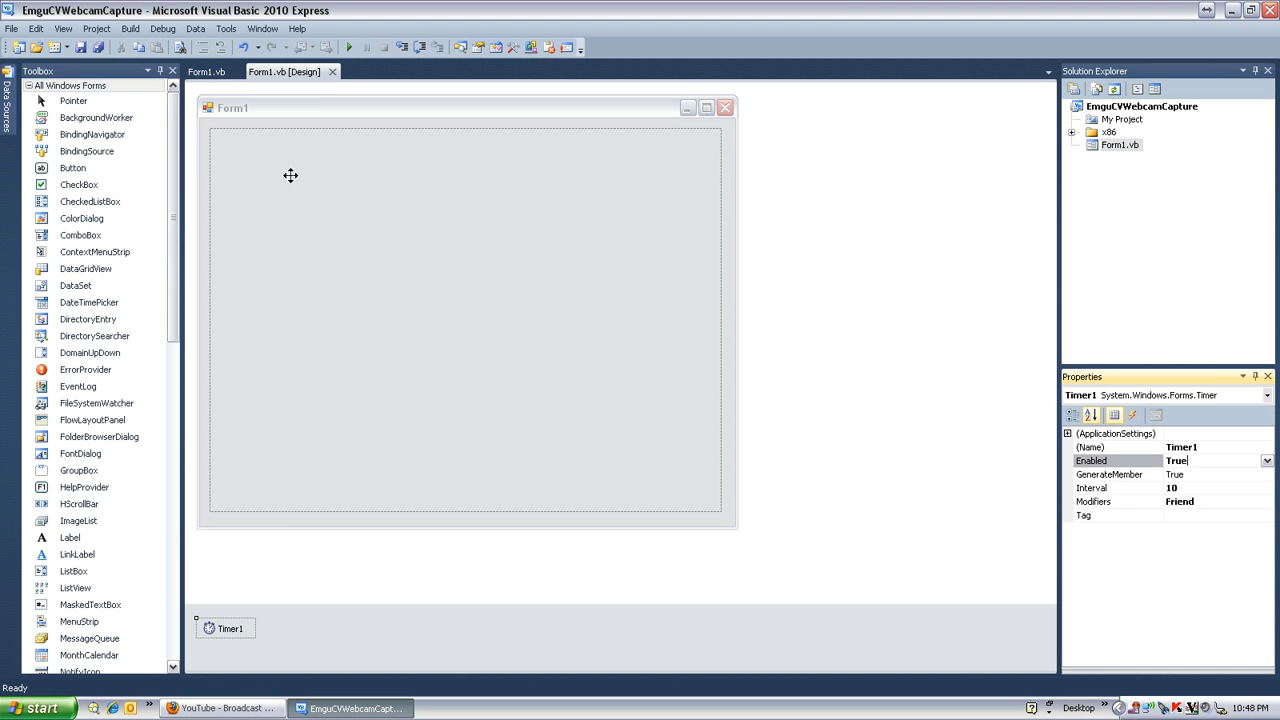 EmguCVWebcamCapture - Microsoft Visual Basic 2010 Express
File Edit View Project Build Debug Data Tools Window Help
Data Sources
Toolbox
All Windows Forms
Pointer
BackgroundWorker
BindingNavigator
BindingSource
Button
CheckBox
CheckedListBox
ColorDialog
ComboBox
ContextMenuStrip
DataGridView
DataSet
DateTimePicker
DirectoryEntry
DirectorySearcher
DomainUpDown
ErrorProvider
EventLog
FileSystemWatcher
FlowLayoutPanel
FolderBrowserDialog
FontDialog
GroupBox
HelpProvider
HScrollBar
ImageList
Label
LinkLabel
ListBox
ListView
MaskedTextBox
MenuStrip
MessageQueue
MonthCalendar
NotifyIcon
Form1.vb Form1.vb [Design]
Form1
Timer1
Solution Explorer
EmguCVWebcamCapture
My Project
x86
Form1.vb
Properties
Timer1 System.Windows.Forms.Timer
(ApplicationSettings)
(Name) Timer1
Enabled True
GenerateMember True
Interval 10
Modifiers Friend
Tag
Ready
start
YouTube - Broadcast ...
EmguCVWebcamCapt...
Desktop
10:48 PM